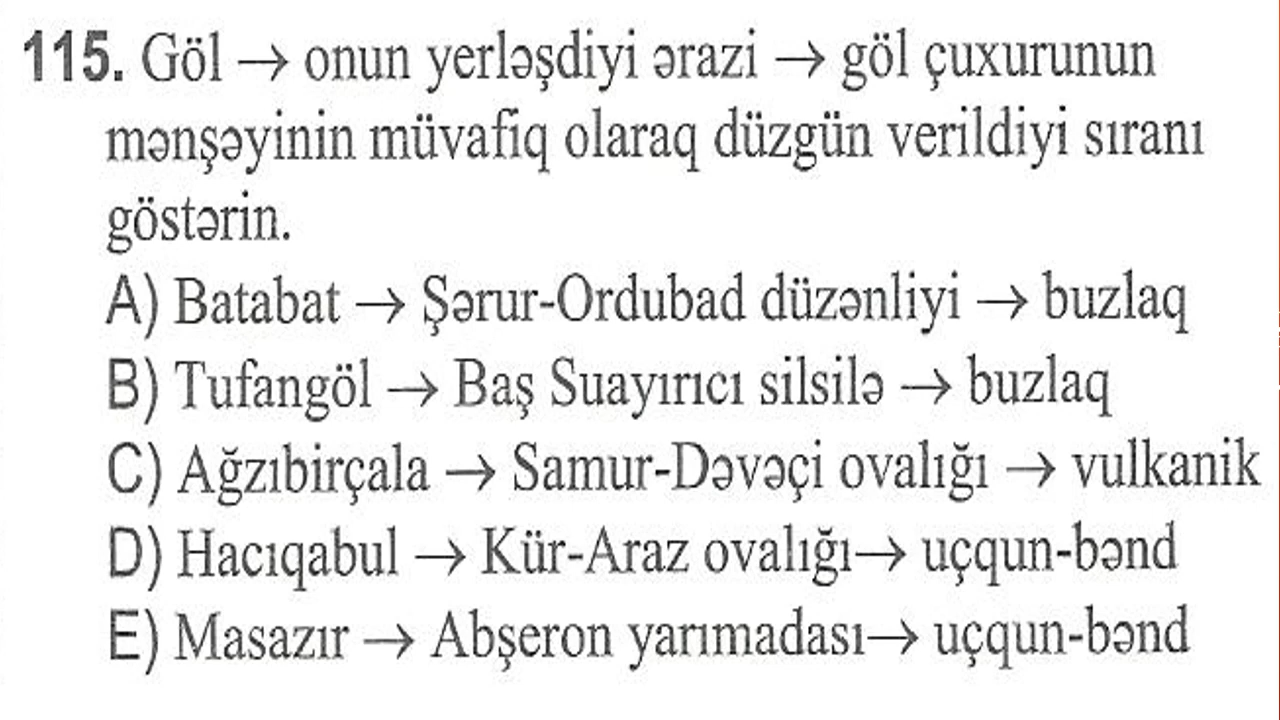 115. Göl → onun yerləşdiyi ərazi → göl çuxurunun
mənşəyinin müvafiq olaraq düzgün verildiyi sıranı
göstərin.
A) Batabat → Şərur-Ordubad düzənliyi → buzlaq
B) Tufangöl → Baş Suayırıcı silsilə → buzlaq
C) Ağzıbirçala → Samur-Dəvəçi ovalığı → vulkanik
D) Hacıqabul → Kür-Araz ovalığı→ uçqun-bənd
E) Masazır → Abşeron yarımadası→ uçqun-bənd